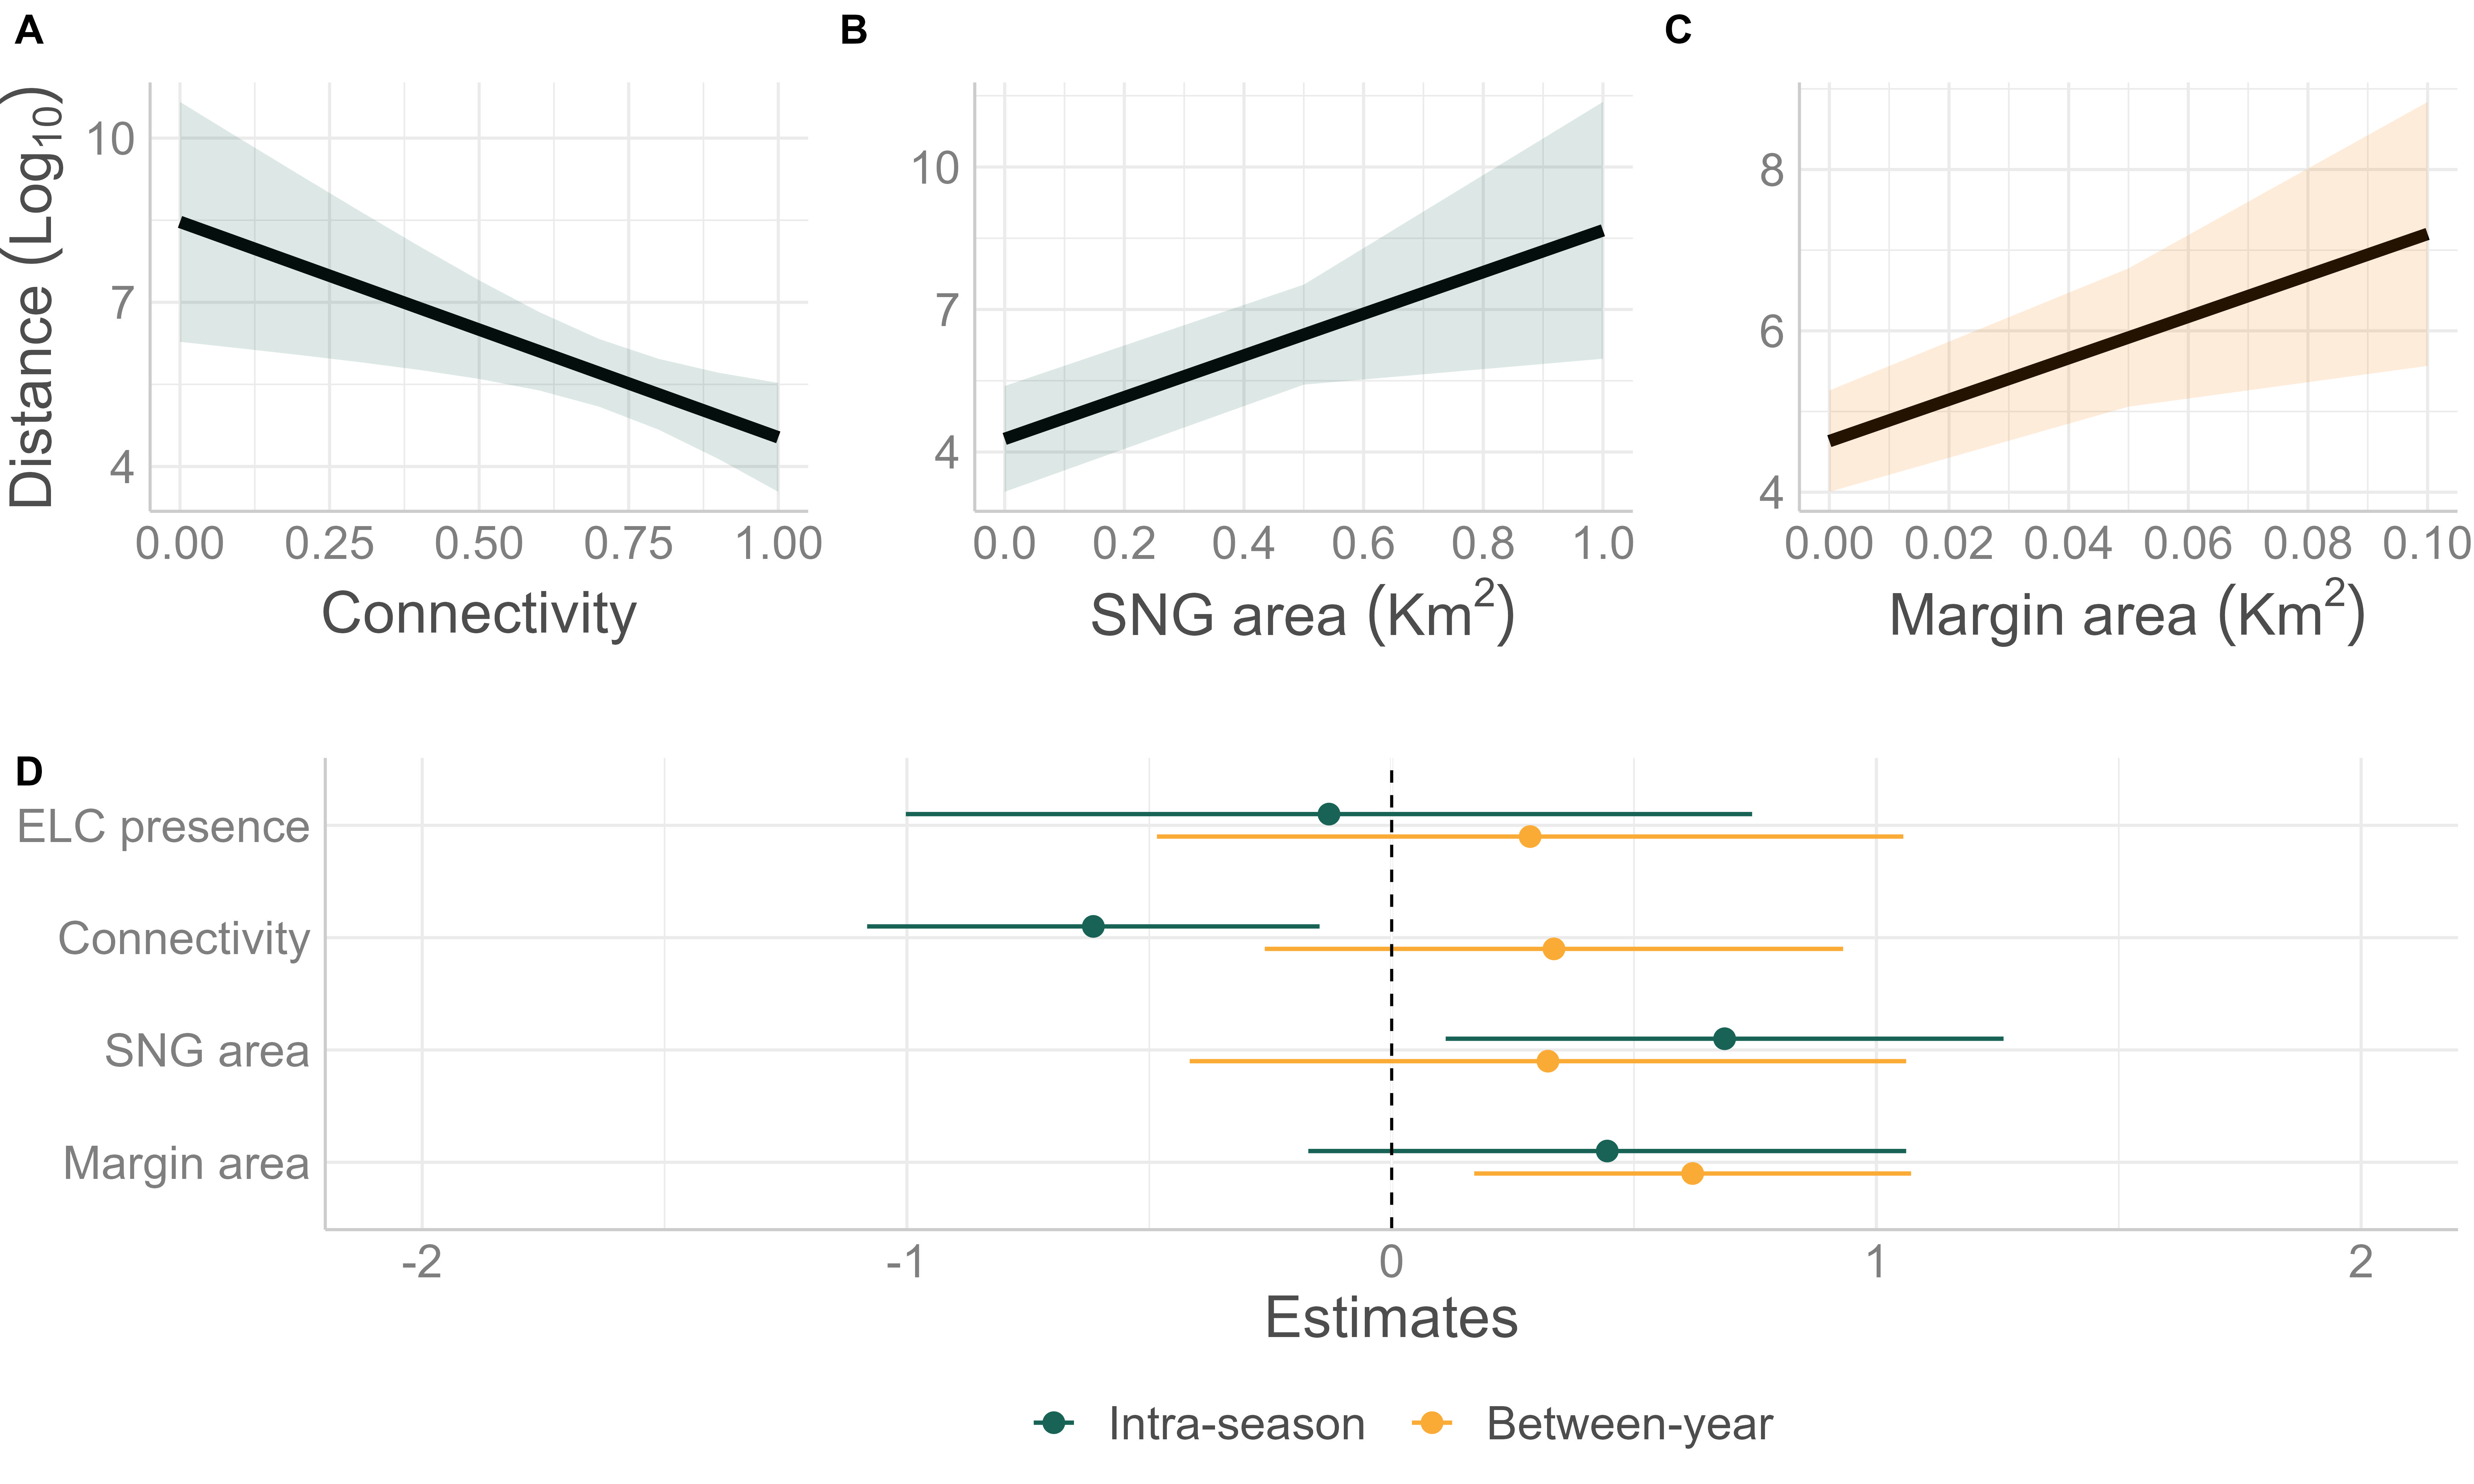 A
B
C
Distance (Log10)
10
7
4
0.00 0.25 0.50 0.75 1.00
Connectivity
10
7
4
0.0 0.2 0.4 0.6 0.8 1.0
SNG area (Km2)
8
6
4
0.00 0.02 0.04 0.06 0.08 0.10
Margin area (Km2)
D
ELC presence
Connectivity
SNG area
Margin area
-2 -1 0 1 2
Estimates
Intra-season Between-year